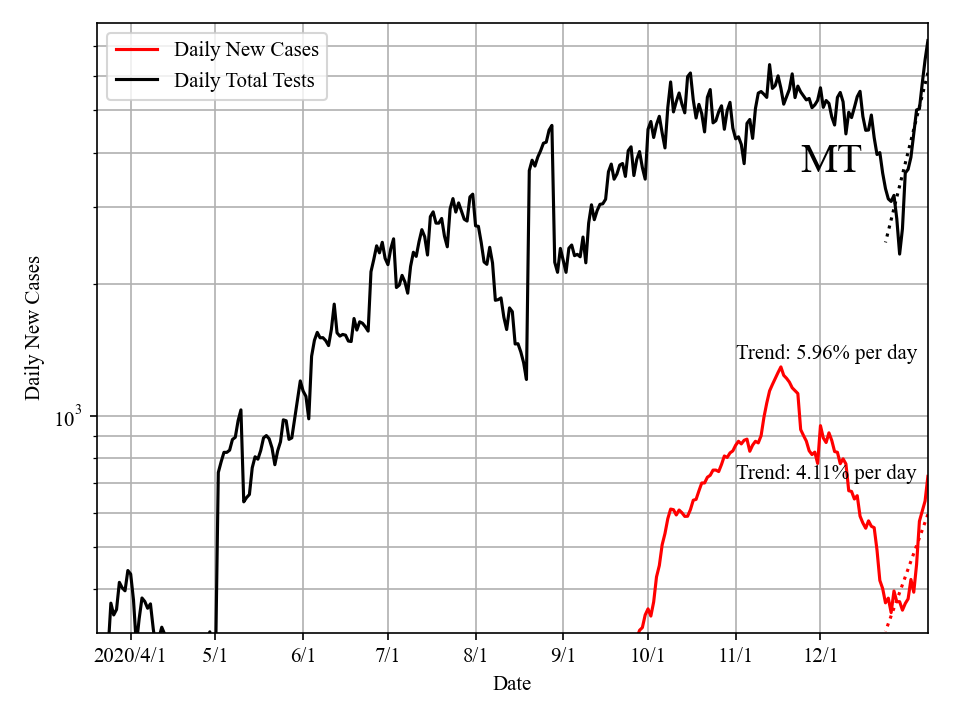 Daily New Cases
Daily Total Tests
MT
Trend: 5.96% per day
Trend: 4.11% per day
Daily New Cases
10³
2020/4/1 5/1 6/1 7/1 8/1 9/1 10/1 11/1 12/1
Date